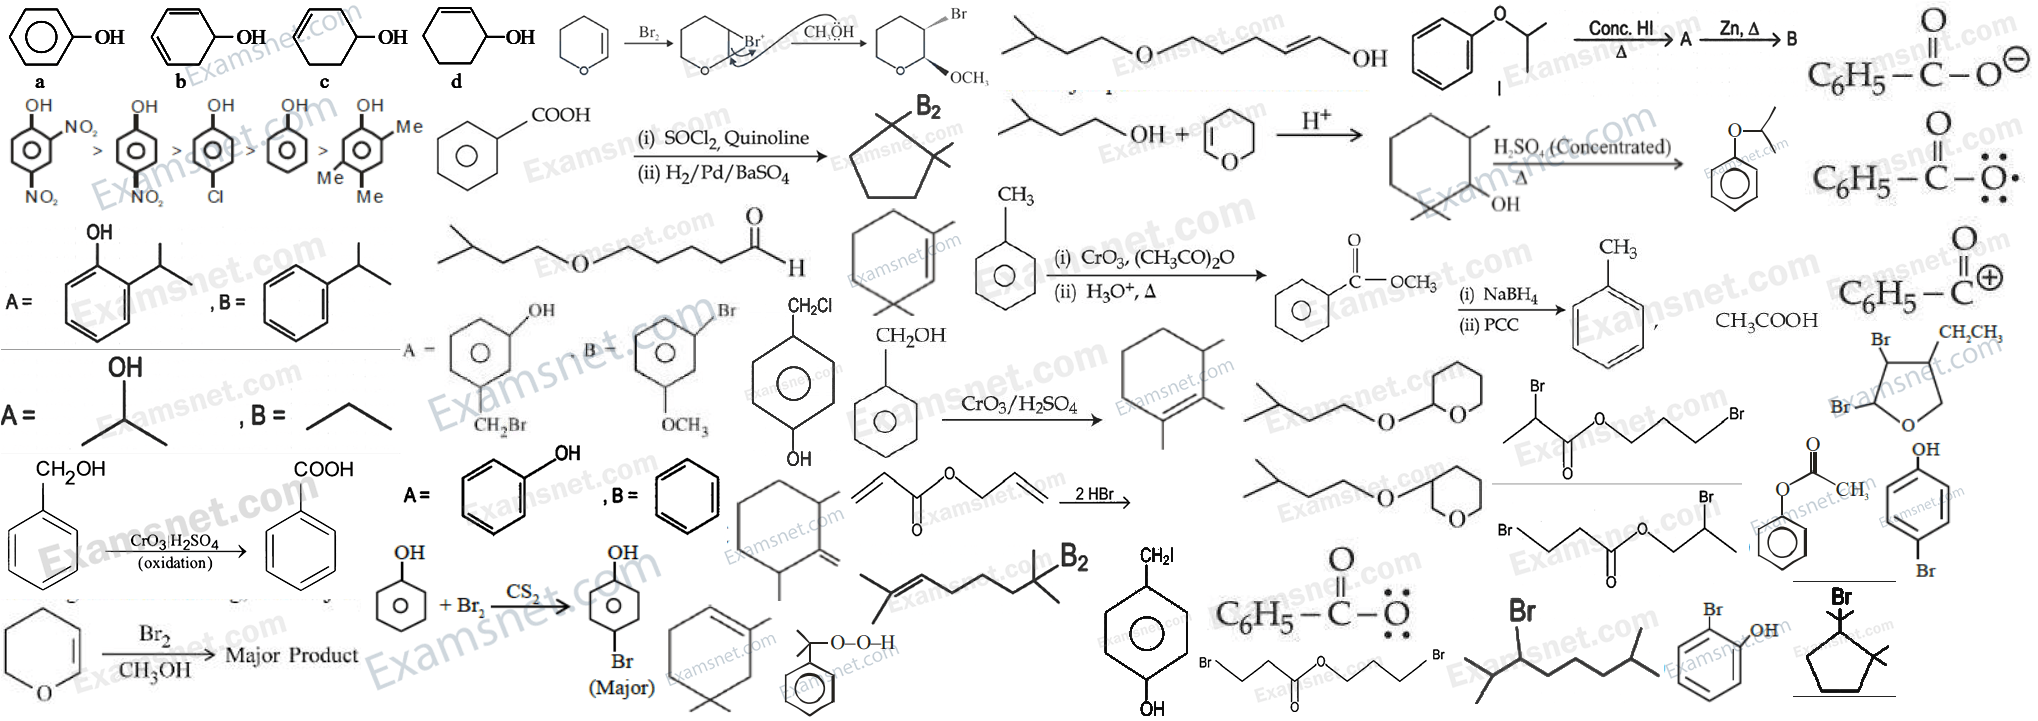 OH
a
OH
b
OH
c
OH
d
O
Br₂
O
Br⁺
CH₃ÖH
Br
O
OCH₃
O
OH
O
I
Conc. HI
Δ
A
Zn, Δ
B
O
C₆H₅–C–O⊖
OH
NO₂
NO₂
>
OH
NO₂
>
OH
Cl
>
OH
>
OH
Me
Me
Me
COOH
(i) SOCl₂, Quinoline
(ii) H₂/Pd/BaSO₄
B₂
OH +
O
H⁺
OH
H₂SO₄ (Concentrated)
Δ
O
O
C₆H₅–C–O
OH
A =
, B =
O
O
H
CH₃
(i) CrO₃, (CH₃CO)₂O
(ii) H₃O⁺, Δ
O
OCH₃
(i) NaBH₄
(ii) PCC
CH₃
,
CH₃COOH
O
C₆H₅–C⊕
OH
A =
, B =
A =
OH
CH₂Br
, B =
Br
OCH₃
CH₂Cl
OH
CH₂OH
CrO₃/H₂SO₄
O
O
Br
O
O
Br
Br
Br
CH₂CH₃
O
CH₂OH
CrO₃|H₂SO₄
(oxidation)
COOH
A =
OH
, B =
O
O
2 HBr
O
O
Br
O
O
Br
O
O
CH₃
OH
Br
O
Br₂
CH₃OH
Major Product
OH
+ Br₂
CS₂
OH
Br
(Major)
O–O–H
B₂
CH₂I
OH
O
C₆H₅–C–O
Br
O
O
Br
Br
Br
OH
Br
Examsnet.com